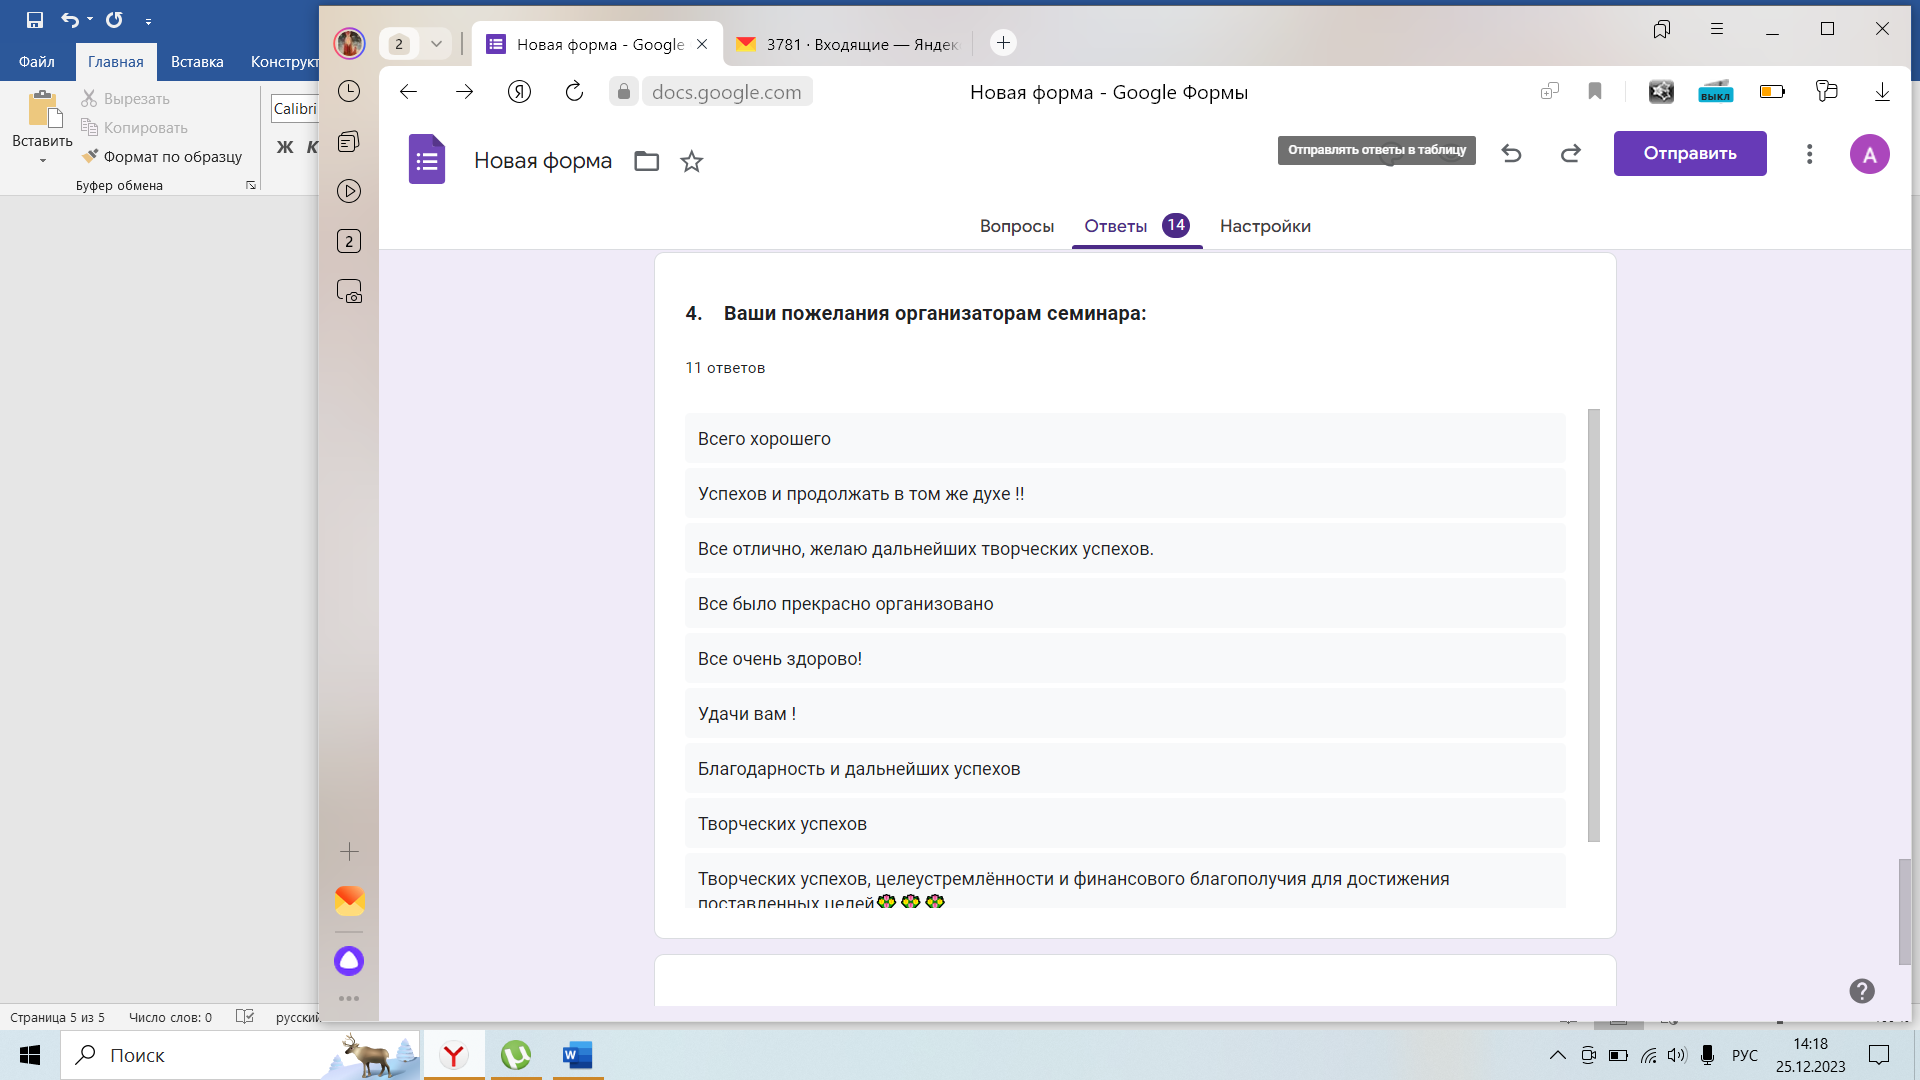 Файл
Главная
Вставка
Конструкт
Вставить
Вырезать
Копировать
Формат по образцу
Буфер обмена
Calibri
Ж К
2
Новая форма - Google
3781 · Входящие — Яндекс
docs.google.com
Новая форма - Google Формы
выкл
2
Новая форма
Отправлять ответы в таблицу
Отправить
А
Вопросы
Ответы 14
Настройки
4. Ваши пожелания организаторам семинара:
11 ответов
Всего хорошего
Успехов и продолжать в том же духе !!
Все отлично, желаю дальнейших творческих успехов.
Все было прекрасно организовано
Все очень здорово!
Удачи вам !
Благодарность и дальнейших успехов
Творческих успехов
Творческих успехов, целеустремлённости и финансового благополучия для достижения
поставленных целей
Страница 5 из 5
Число слов: 0
русский
Поиск
РУС
14:18
25.12.2023